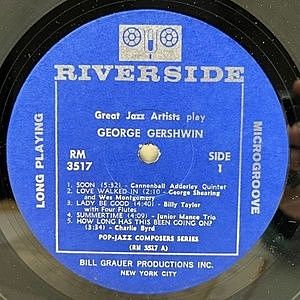 RIVERSIDE
Great Jazz Artists play
GEORGE GERSHWIN
RM
3517
SIDE
1
LONG PLAYING
MICROGROOVE
1. SOON (5:32) - Cannonball Adderley Quintet
2. LOVE WALKED IN (2:10 - George Shearing
and Wes Montgomery
3. LADY BE GOOD (4:40) - Billy Taylor
with Four Flutes
4. SUMMERTIME (4:09) - Junior Mance Trio
5. HOW LONG HAS THIS BEEN GOING ON?
(3:34) - Charlie Byrd
POP-JAZZ COMPOSERS SERIES
(RM 3517 A)
BILL GRAUER PRODUCTIONS INC.
NEW YORK CITY